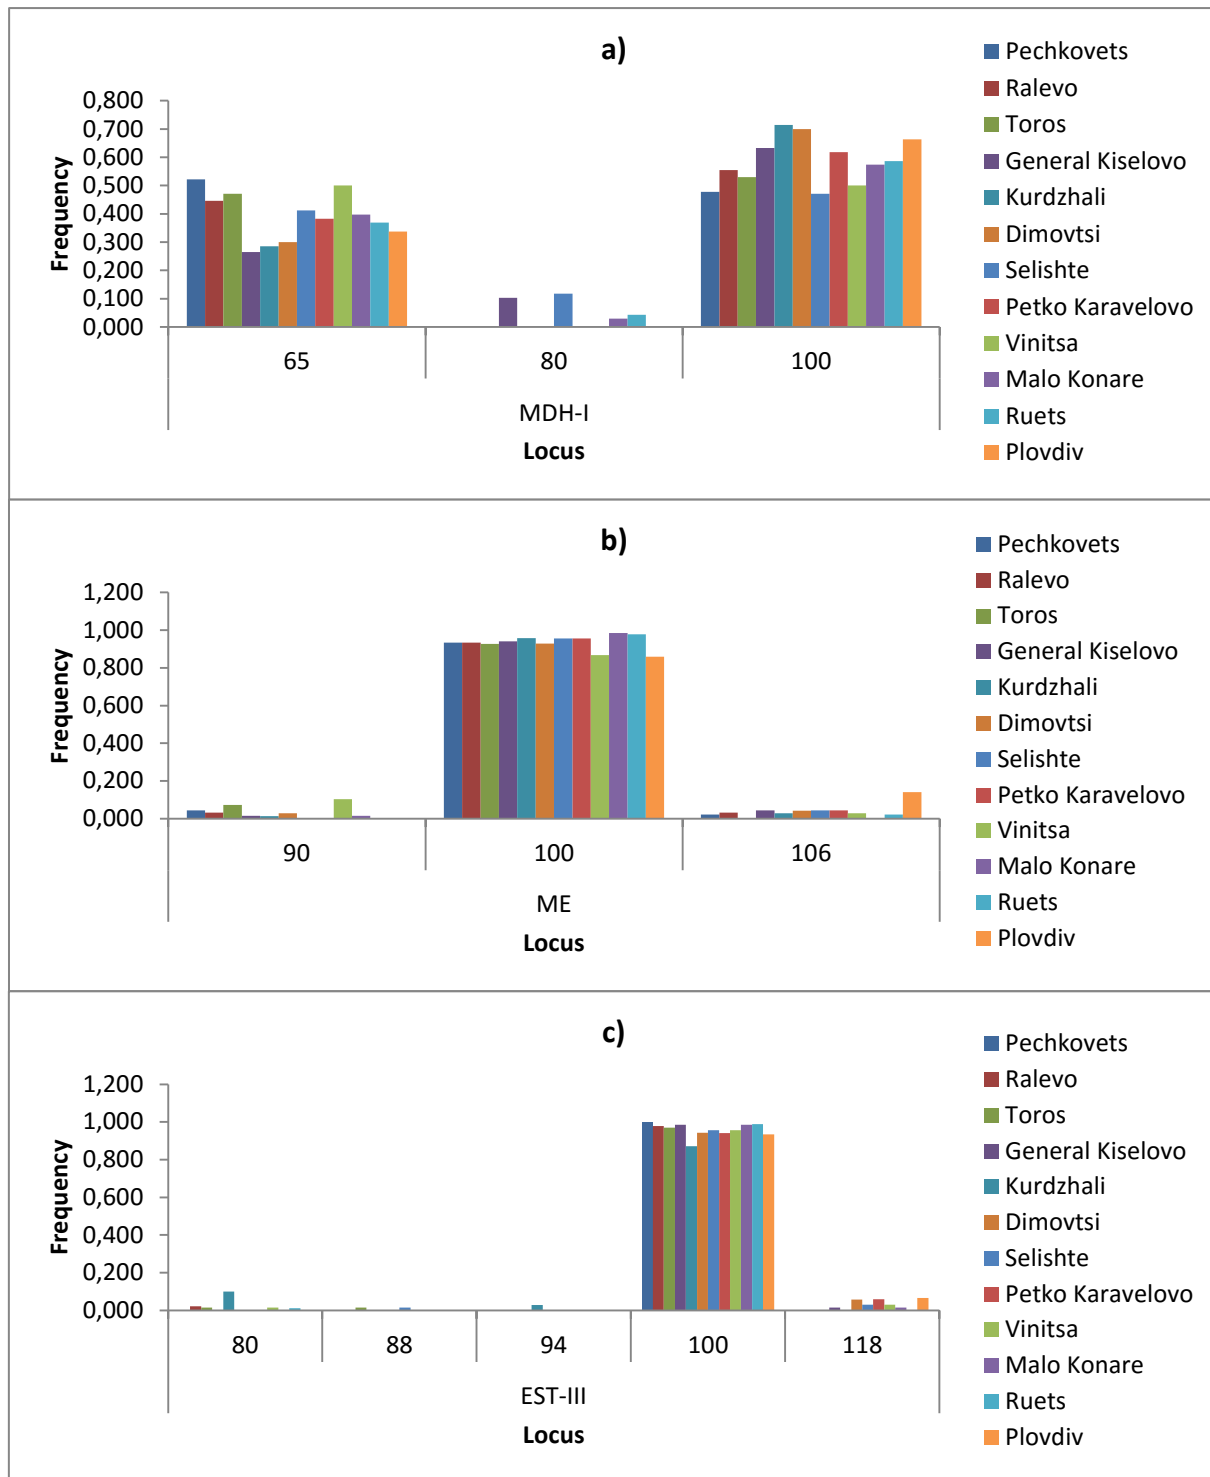 a)
Frequency
0,800
0,700
0,600
0,500
0,400
0,300
0,200
0,100
0,000
65 80 100
MDH-I
Locus
Pechkovets
Ralevo
Toros
General Kiselovo
Kurdzhali
Dimovtsi
Selishte
Petko Karavelovo
Vinitsa
Malo Konare
Ruets
Plovdiv
b)
Frequency
1,200
1,000
0,800
0,600
0,400
0,200
0,000
90 100 106
ME
Locus
Pechkovets
Ralevo
Toros
General Kiselovo
Kurdzhali
Dimovtsi
Selishte
Petko Karavelovo
Vinitsa
Malo Konare
Ruets
Plovdiv
c)
Frequency
1,200
1,000
0,800
0,600
0,400
0,200
0,000
80 88 94 100 118
EST-III
Locus
Pechkovets
Ralevo
Toros
General Kiselovo
Kurdzhali
Dimovtsi
Selishte
Petko Karavelovo
Vinitsa
Malo Konare
Ruets
Plovdiv